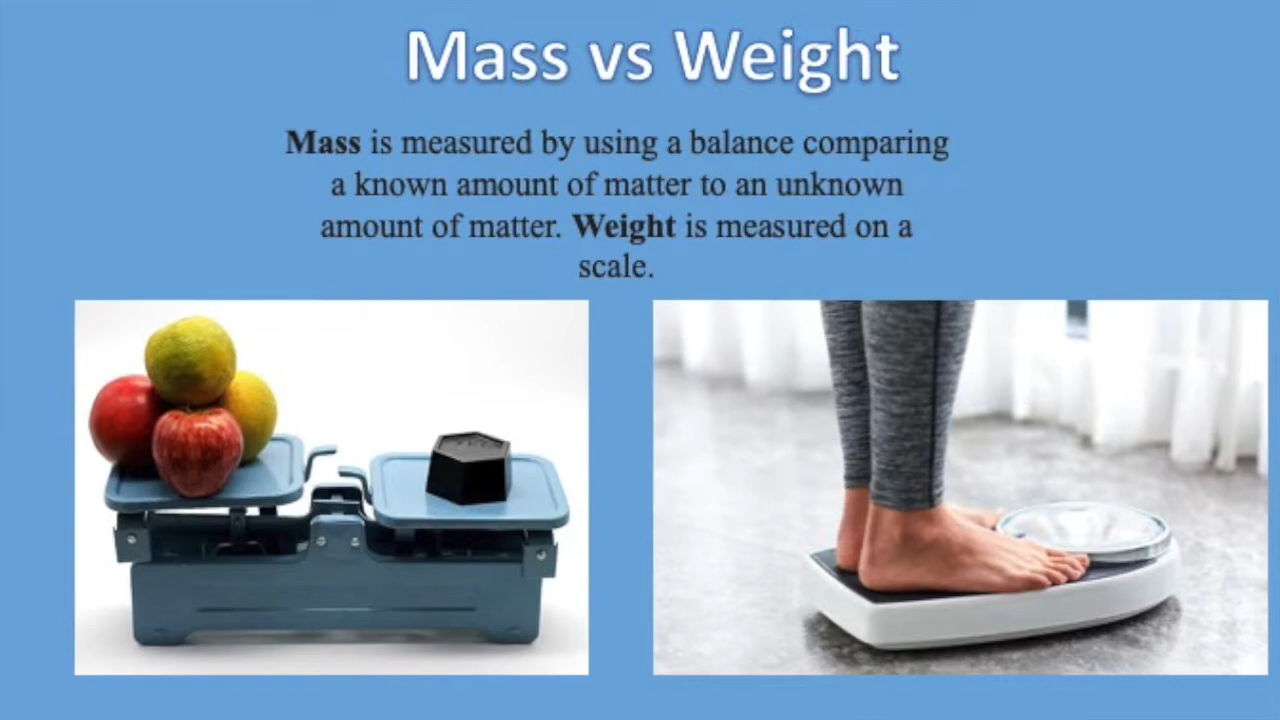 Mass vs Weight
Mass is measured by using a balance comparing
a known amount of matter to an unknown
amount of matter. Weight is measured on a
scale.